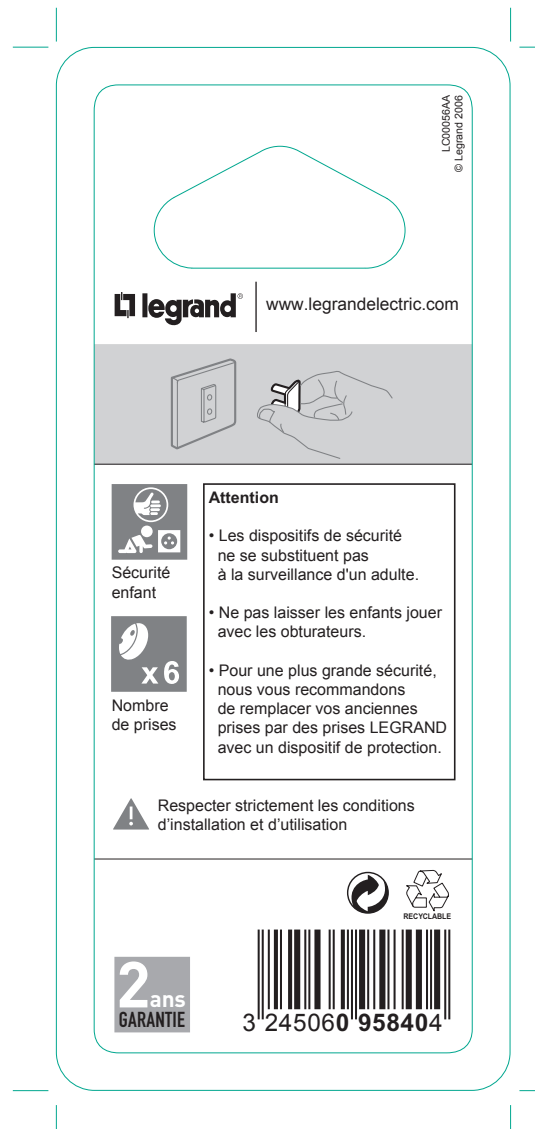 LC00056AA
© Legrand 2006
legrand®
www.legrandelectric.com
Sécurité
enfant
x 6
Nombre
de prises
Attention
• Les dispositifs de sécurité
ne se substituent pas
à la surveillance d'un adulte.
• Ne pas laisser les enfants jouer
avec les obturateurs.
• Pour une plus grande sécurité,
nous vous recommandons
de remplacer vos anciennes
prises par des prises LEGRAND
avec un dispositif de protection.
Respecter strictement les conditions
d’installation et d’utilisation
RECYCLABLE
2 ans
GARANTIE
3 245060 958404